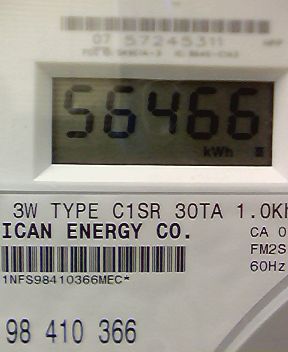 07 57245311
56466
kWh
3W TYPE C1SR 30TA 1.0Kh
ICAN ENERGY CO.
CA 0
FM2S
1NFS98410366MEC*
60Hz
98 410 366